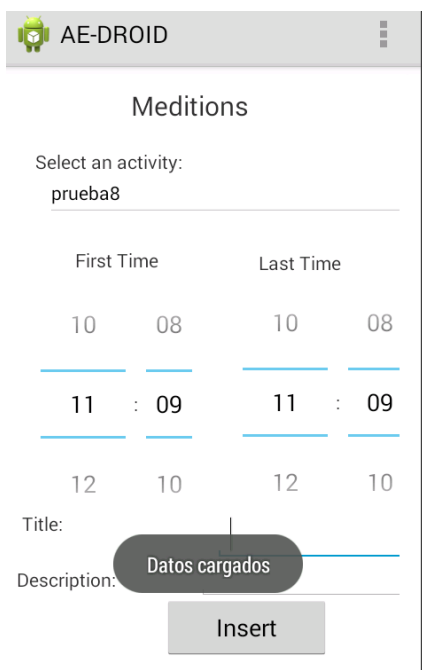 AE-DROID
Meditions
Select an activity:
prueba8
First Time Last Time
10 08 10 08
11 : 09 11 : 09
12 10 12 10
Title:
Datos cargados
Description:
Insert